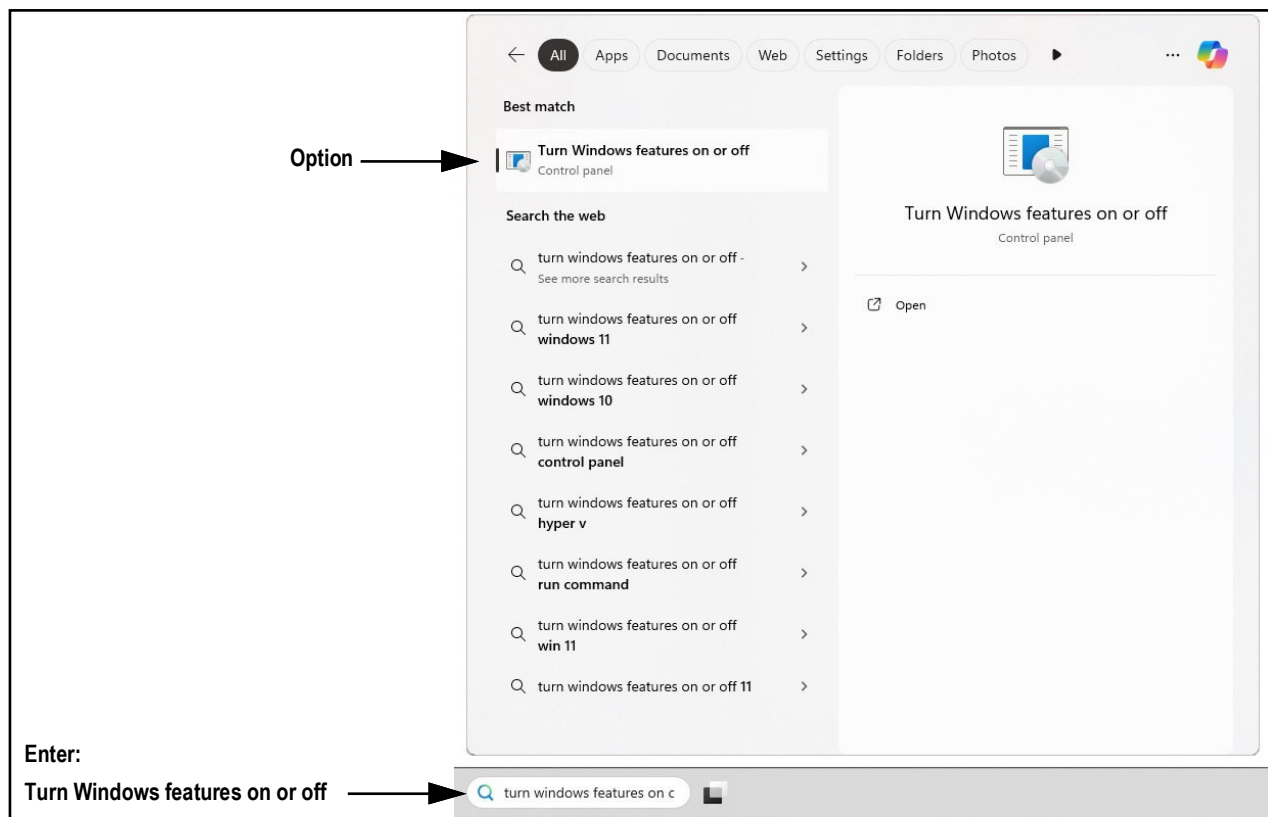 All Apps Documents Web Settings Folders Photos ...
Best match
Option
Turn Windows features on or off
Control panel
Search the web
turn windows features on or off -
See more search results
turn windows features on or off
windows 11
turn windows features on or off
windows 10
turn windows features on or off
control panel
turn windows features on or off
hyper v
turn windows features on or off
run command
turn windows features on or off
win 11
turn windows features on or off 11
Turn Windows features on or off
Control panel
Open
Enter:
Turn Windows features on or off
turn windows features on c